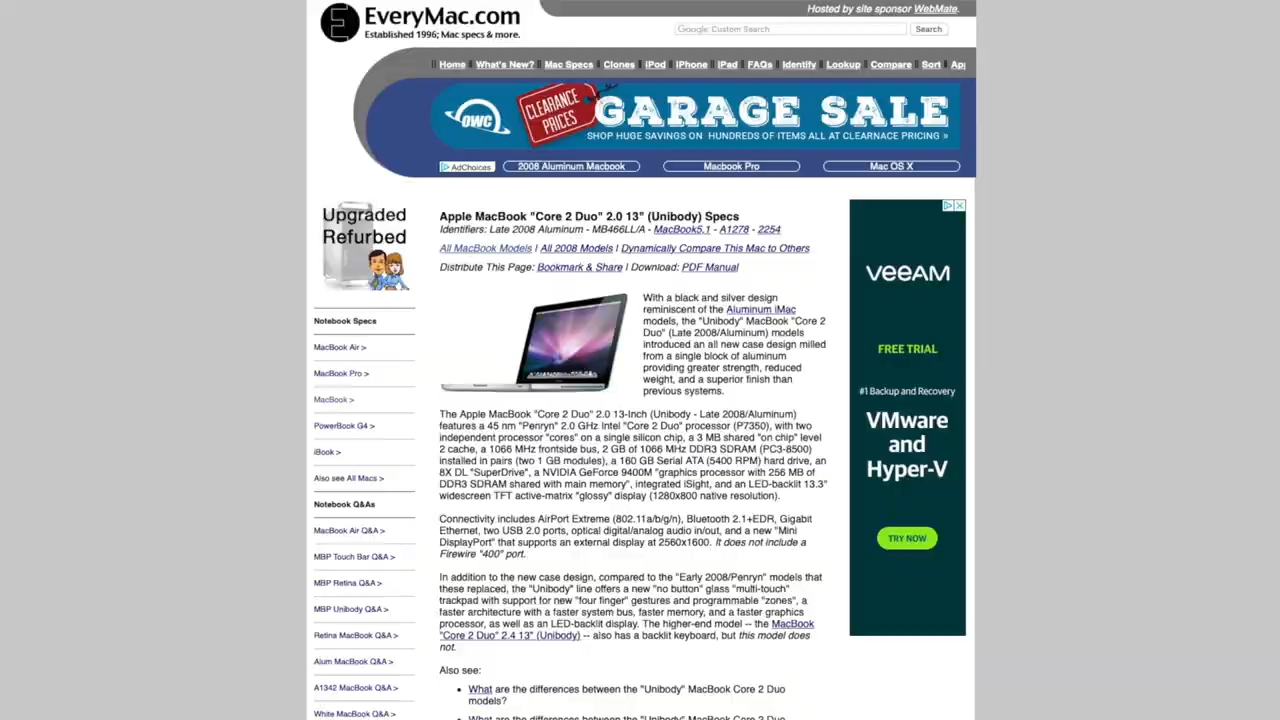 Hosted by site sponsor WebMate.
EveryMac.com
Established 1996; Mac specs & more.
Google: Custom Search
Search
Home What's New? Mac Specs Clones iPod iPhone iPad FAQs Identify Lookup Compare Sort Ap
OWC
CLEARANCE
PRICES
GARAGE SALE
SHOP HUGE SAVINGS ON HUNDREDS OF ITEMS ALL AT CLEARNACE PRICING »
AdChoices
2008 Aluminum Macbook
Macbook Pro
Mac OS X
Upgraded
Refurbed
Notebook Specs
MacBook Air >
MacBook Pro >
MacBook >
PowerBook G4 >
iBook >
Also see All Macs >
Notebook Q&As
MacBook Air Q&A >
MBP Touch Bar Q&A >
MBP Retina Q&A >
MBP Unibody Q&A >
Retina MacBook Q&A >
Alum MacBook Q&A >
A1342 MacBook Q&A >
White MacBook Q&A >
Apple MacBook "Core 2 Duo" 2.0 13" (Unibody) Specs
Identifiers: Late 2008 Aluminum - MB466LL/A - MacBook5,1 - A1278 - 2254
All MacBook Models | All 2008 Models | Dynamically Compare This Mac to Others
Distribute This Page: Bookmark & Share | Download: PDF Manual
With a black and silver design
reminiscent of the Aluminum iMac
models, the "Unibody" MacBook "Core 2
Duo" (Late 2008/Aluminum) models
introduced an all new case design milled
from a single block of aluminum
providing greater strength, reduced
weight, and a superior finish than
previous systems.
The Apple MacBook "Core 2 Duo" 2.0 13-Inch (Unibody - Late 2008/Aluminum)
features a 45 nm "Penryn" 2.0 GHz Intel "Core 2 Duo" processor (P7350), with two
independent processor "cores" on a single silicon chip, a 3 MB shared "on chip" level
2 cache, a 1066 MHz frontside bus, 2 GB of 1066 MHz DDR3 SDRAM (PC3-8500)
installed in pairs (two 1 GB modules), a 160 GB Serial ATA (5400 RPM) hard drive, an
8X DL "SuperDrive", a NVIDIA GeForce 9400M "graphics processor with 256 MB of
DDR3 SDRAM shared with main memory", integrated iSight, and an LED-backlit 13.3"
widescreen TFT active-matrix "glossy" display (1280x800 native resolution).
Connectivity includes AirPort Extreme (802.11a/b/g/n), Bluetooth 2.1+EDR, Gigabit
Ethernet, two USB 2.0 ports, optical digital/analog audio in/out, and a new "Mini
DisplayPort" that supports an external display at 2560x1600. It does not include a
Firewire "400" port.
In addition to the new case design, compared to the "Early 2008/Penryn" models that
these replaced, the "Unibody" line offers a new "no button" glass "multi-touch"
trackpad with support for new "four finger" gestures and programmable "zones", a
faster architecture with a faster system bus, faster memory, and a faster graphics
processor, as well as an LED-backlit display. The higher-end model -- the MacBook
"Core 2 Duo" 2.4 13" (Unibody) -- also has a backlit keyboard, but this model does
not.
Also see:
• What are the differences between the "Unibody" MacBook Core 2 Duo
models?
What are the differences between the "Unibody" MacBook Core 2 Duo
veeAM
FREE TRIAL
#1 Backup and Recovery
VMware
and
Hyper-V
TRY NOW